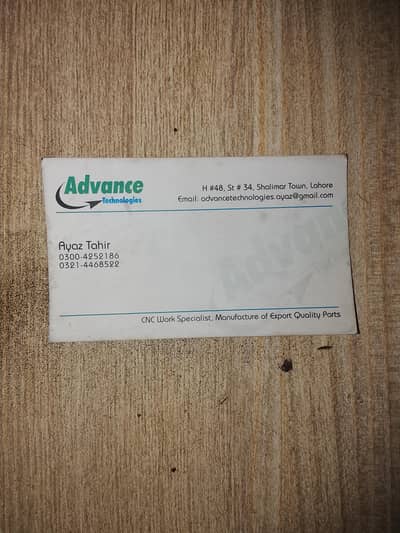 Advance
Technologies
H #48, St # 34, Shalimar Town, Lahore
Email: advancetechnologies.ayaz@gmail.com
Ayaz Tahir
0300-4252186
0321-4468522
CNC Work Specialist, Manufacture of Export Quality Parts